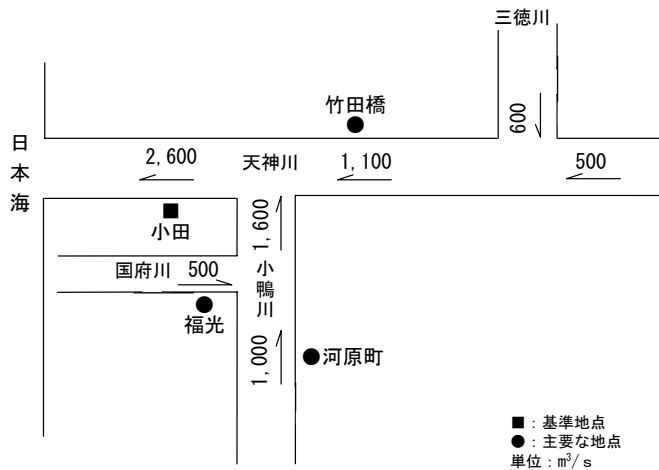 三徳川
600
竹田橋
日本海
2,600
天神川
1,100
500
小田
1,600
国府川
500
小鴨川
福光
1,000
河原町
■：基準地点
●：主要な地点
単位：m³/s